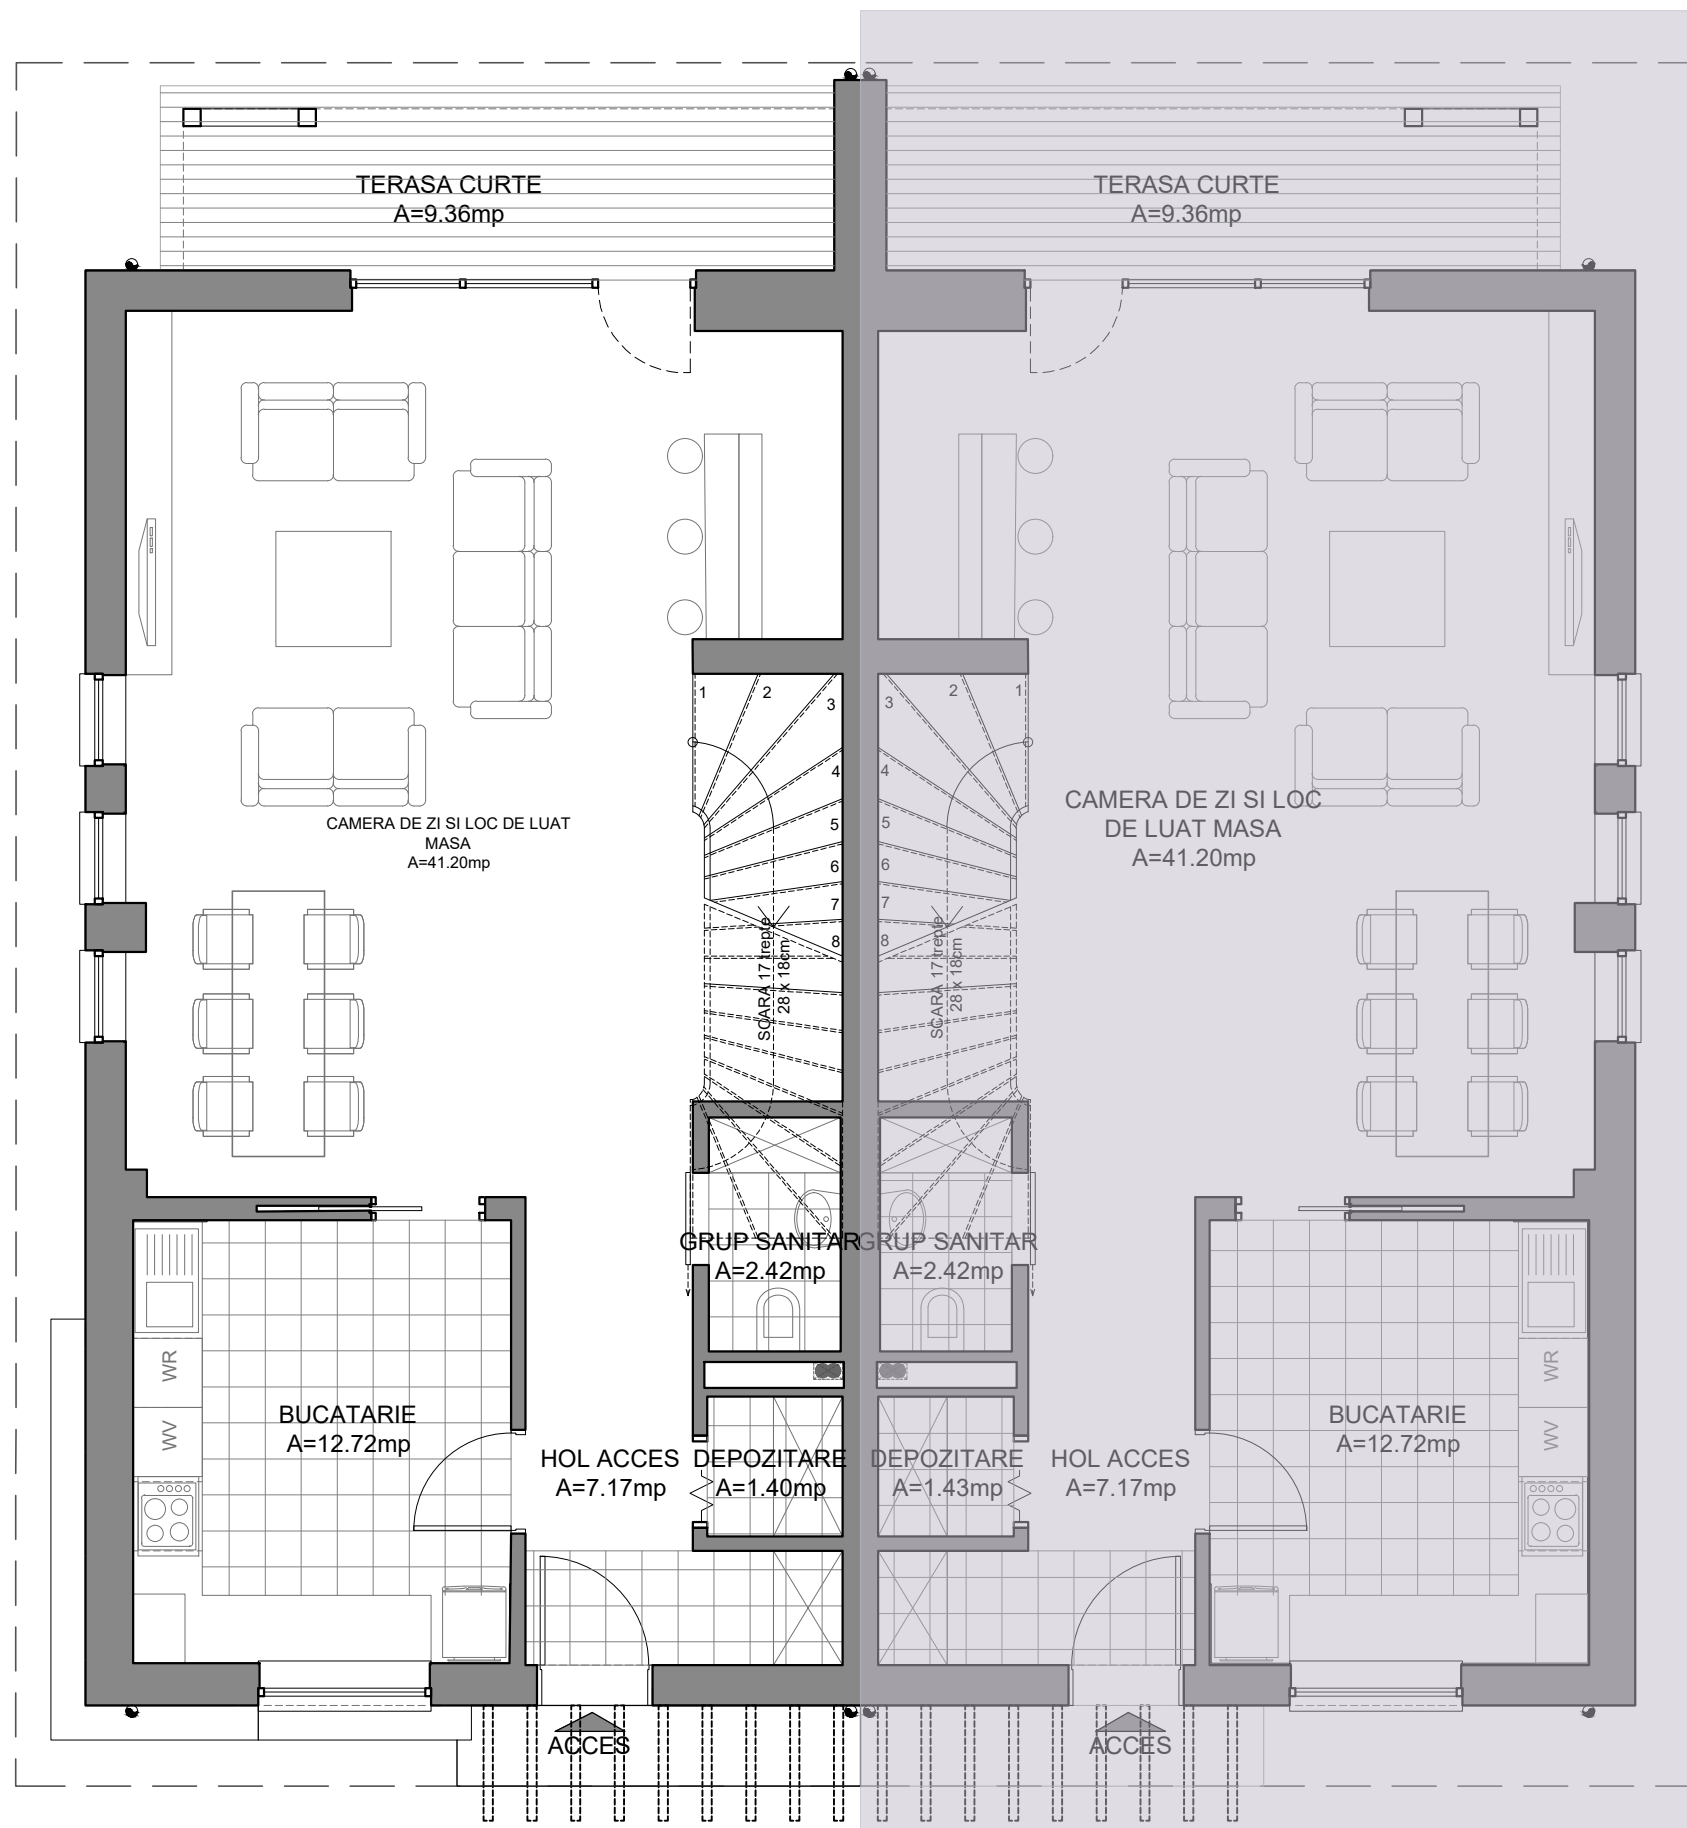 TERASA CURTE
A=9.36mp
TERASA CURTE
A=9.36mp
1
2
3
4
5
6
7
8
SCARA 17 trepte
28 x 18cm
3
2
1
4
5
6
7
8
SCARA 17 trepte
28 x 18cm
CAMERA DE ZI SI LOC DE LUAT
MASA
A=41.20mp
CAMERA DE ZI SI LOC
DE LUAT MASA
A=41.20mp
GRUP SANITAR
A=2.42mp
GRUP SANITAR
A=2.42mp
WR
WV
BUCATARIE
A=12.72mp
HOL ACCES
A=7.17mp
DEPOZITARE
A=1.40mp
DEPOZITARE
A=1.43mp
HOL ACCES
A=7.17mp
BUCATARIE
A=12.72mp
WR
WV
ACCES
ACCES